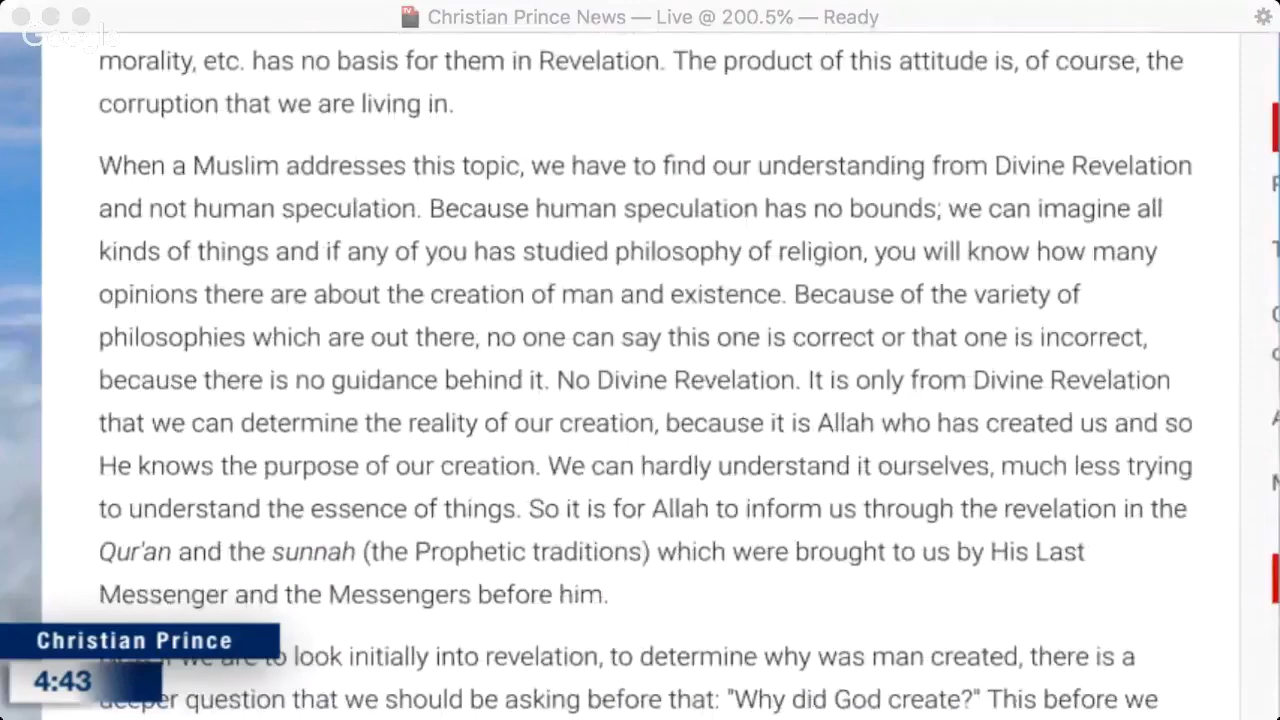 Christian Prince News — Live @ 200.5% — Ready
Google
morality, etc. has no basis for them in Revelation. The product of this attitude is, of course, the
corruption that we are living in.
When a Muslim addresses this topic, we have to find our understanding from Divine Revelation
and not human speculation. Because human speculation has no bounds; we can imagine all
kinds of things and if any of you has studied philosophy of religion, you will know how many
opinions there are about the creation of man and existence. Because of the variety of
philosophies which are out there, no one can say this one is correct or that one is incorrect,
because there is no guidance behind it. No Divine Revelation. It is only from Divine Revelation
that we can determine the reality of our creation, because it is Allah who has created us and so
He knows the purpose of our creation. We can hardly understand it ourselves, much less trying
to understand the essence of things. So it is for Allah to inform us through the revelation in the
Qur'an and the sunnah (the Prophetic traditions) which were brought to us by His Last
Messenger and the Messengers before him.
Christian Prince
we are to look initially into revelation, to determine why was man created, there is a
4:43
deeper question that we should be asking before that: "Why did God create?" This before we